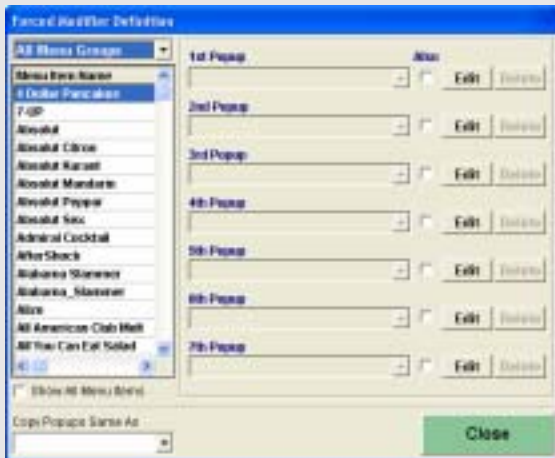 Forced Modifier Definition
All Menu Groups
Menu Item Name
4 Dollar Pancakes
7-UP
Absolut
Absolut Citron
Absolut Kurant
Absolut Mandarin
Absolut Peppar
Absolut Sex
Admiral Cocktail
AfterShock
Alabama Slammer
Alabama_Slammer
Alize
All American Club Melt
All You Can Eat Salad
Show All Menu Items
Copy Popups Same As
1st Popup Alias
Edit Delete
2nd Popup
Edit Delete
3rd Popup
Edit Delete
4th Popup
Edit Delete
5th Popup
Edit Delete
6th Popup
Edit Delete
7th Popup
Edit Delete
Close